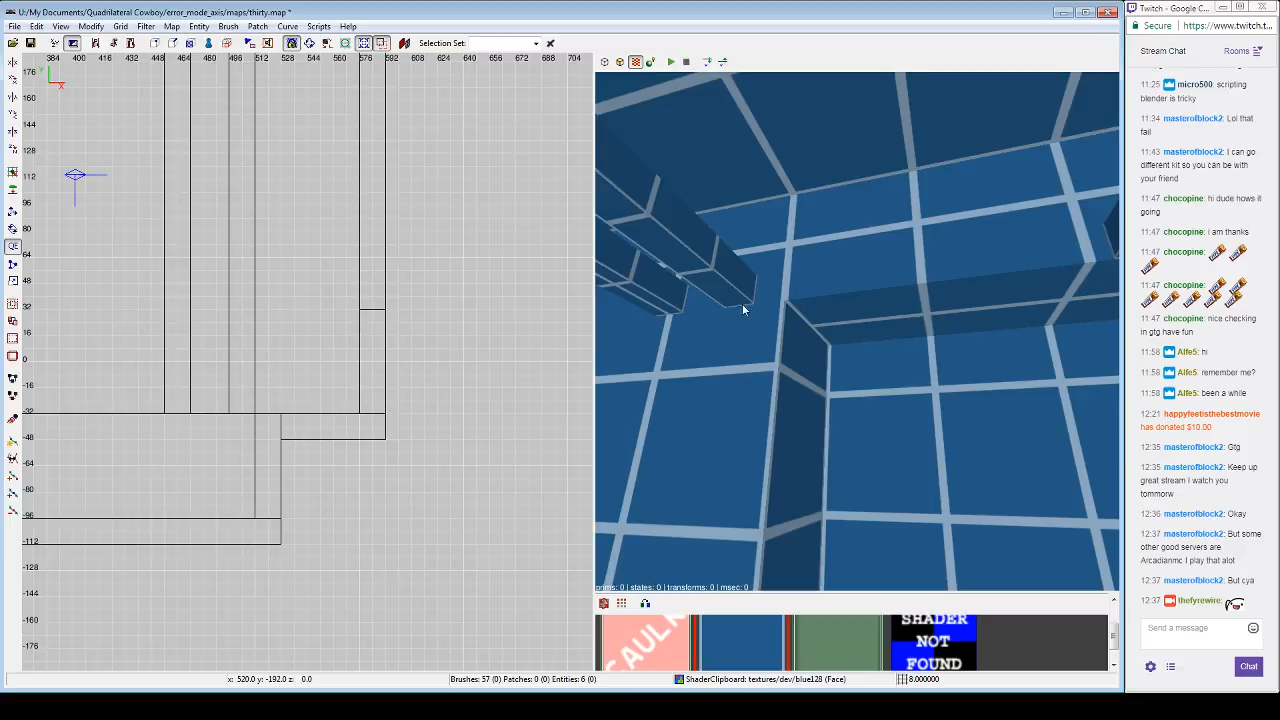 U:/My Documents/Quadrilateral Cowboy/error_mode_axis/maps/thirty.map *
File Edit View Modify Grid Filter Map Entity Brush Patch Curve Scripts Help
Selection Set:
384 400 416 432 448 464 480 496 512 528 544 560 576 592 608 624 640 656 672 688 704
Y
X
176
160
144
128
112
96
80
64
48
32
16
0
-16
-32
-48
-64
-80
-96
-112
-128
-144
-160
-176
prims: 0 | states: 0 | transforms: 0 | msec: 0
CAULK
SHADER
NOT
FOUND
x: 520.0 y: -192.0 z: 0.0
Brushes: 57 (0) Patches: 0 (0) Entities: 6 (0)
ShaderClipboard: textures/dev/blue128 (Face)
8.000000
Twitch - Google C...
Secure https://www.twitch.t
Stream Chat Rooms
11:25 micro500: scripting
blender is tricky
11:34 masterofblock2: Lol that
fail
11:43 masterofblock2: I can go
different kit so you can be with
your friend
11:47 chocopine: hi dude hows it
going
11:47 chocopine: i am thanks
11:47 chocopine:
11:47 chocopine:
11:47 chocopine: nice checking
in gtg have fun
11:58 Alfe5: hi
11:58 Alfe5: remember me?
11:58 Alfe5: been a while
12:21 happyfeetisthebestmovie
has donated $10.00
12:35 masterofblock2: Gtg
12:35 masterofblock2: Keep up
great stream I watch you
tommorw
12:36 masterofblock2: Okay
12:37 masterofblock2: But some
other good servers are
Arcadianmc I play that alot
12:37 masterofblock2: But cya
12:37 thefyrewire:
Send a message
Chat